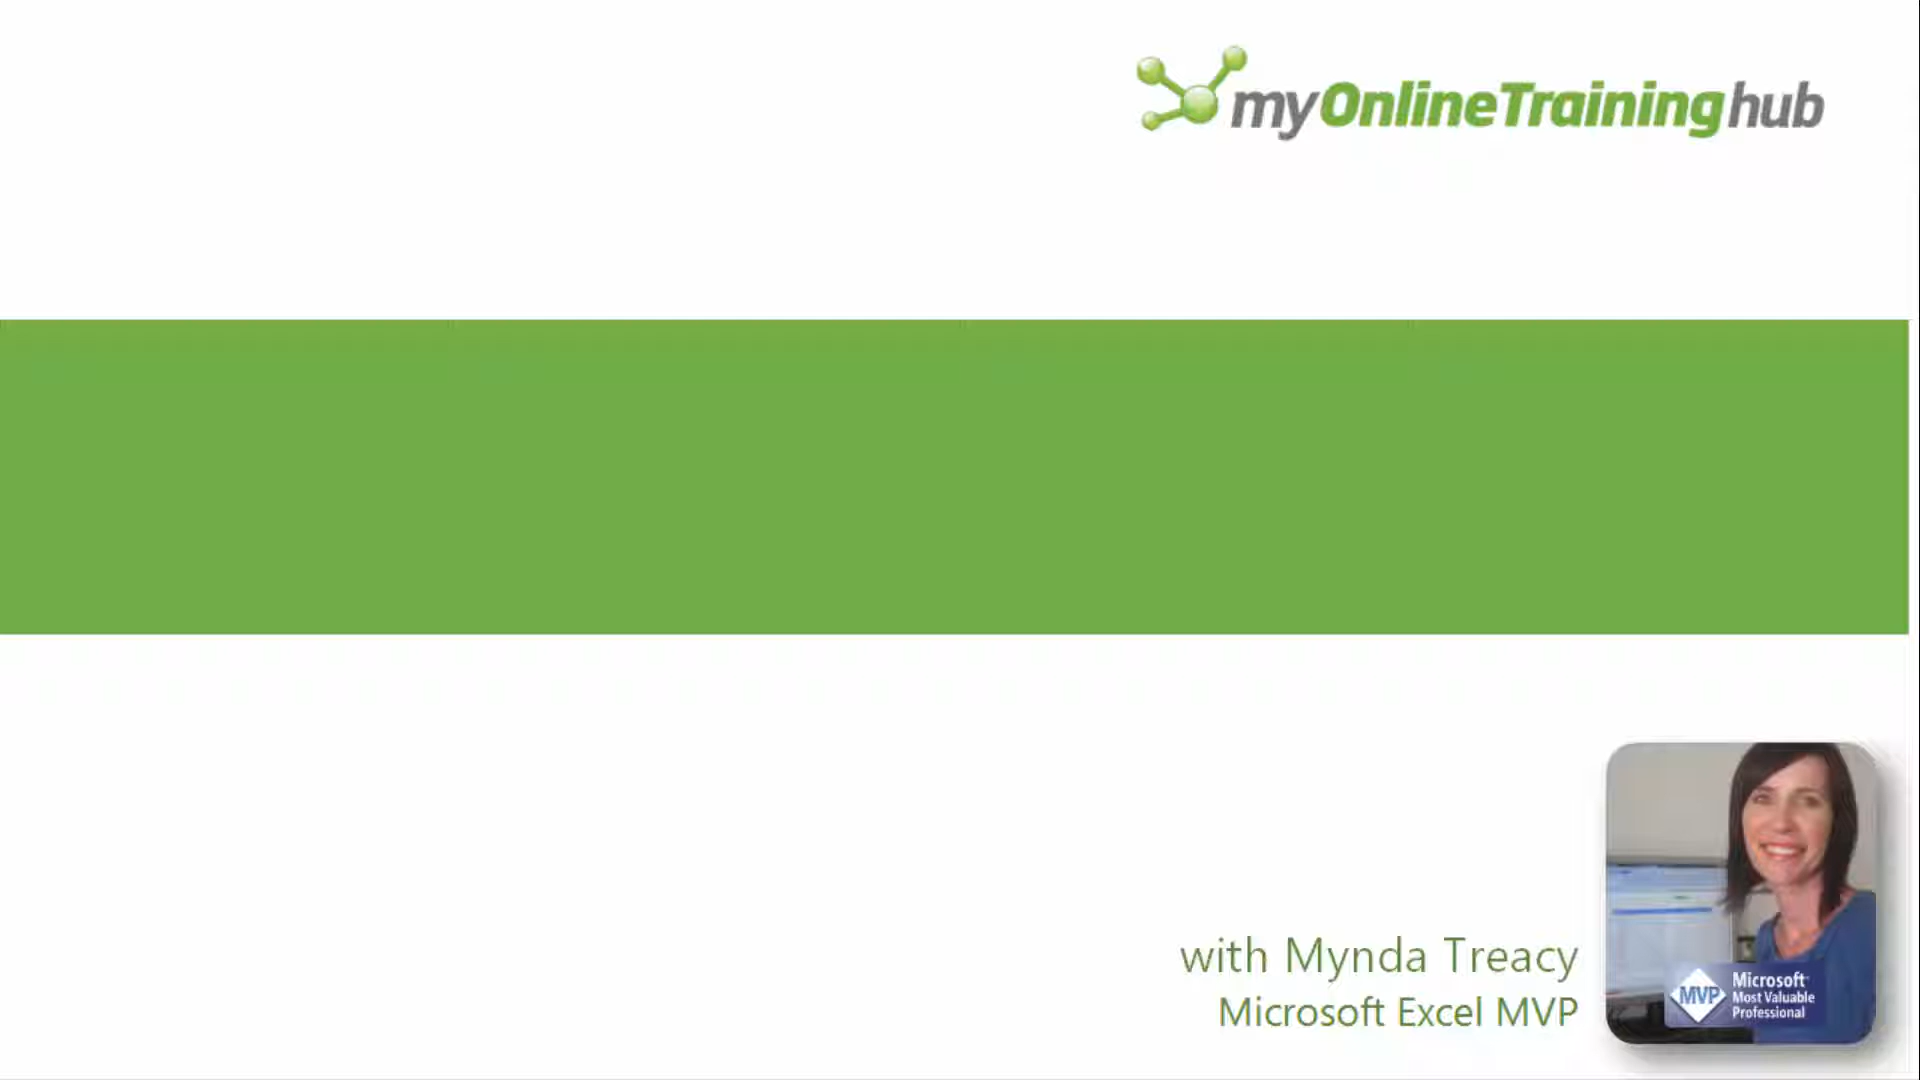 myOnlineTraininghub
with Mynda Treacy
Microsoft Excel MVP
MVP
Microsoft
Most Valuable
Professional